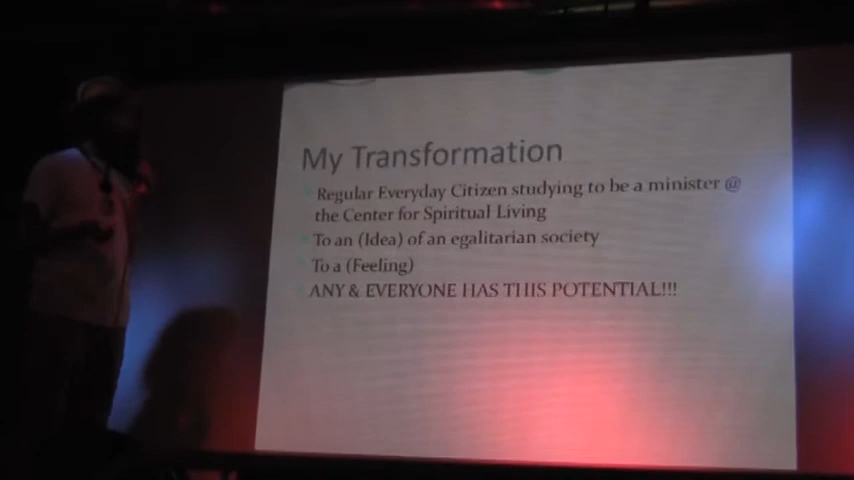 My Transformation
Regular Everyday Citizen studying to be a minister @
the Center for Spiritual Living
To an (Idea) of an egalitarian society
To a (Feeling)
ANY & EVERYONE HAS THIS POTENTIAL!!!